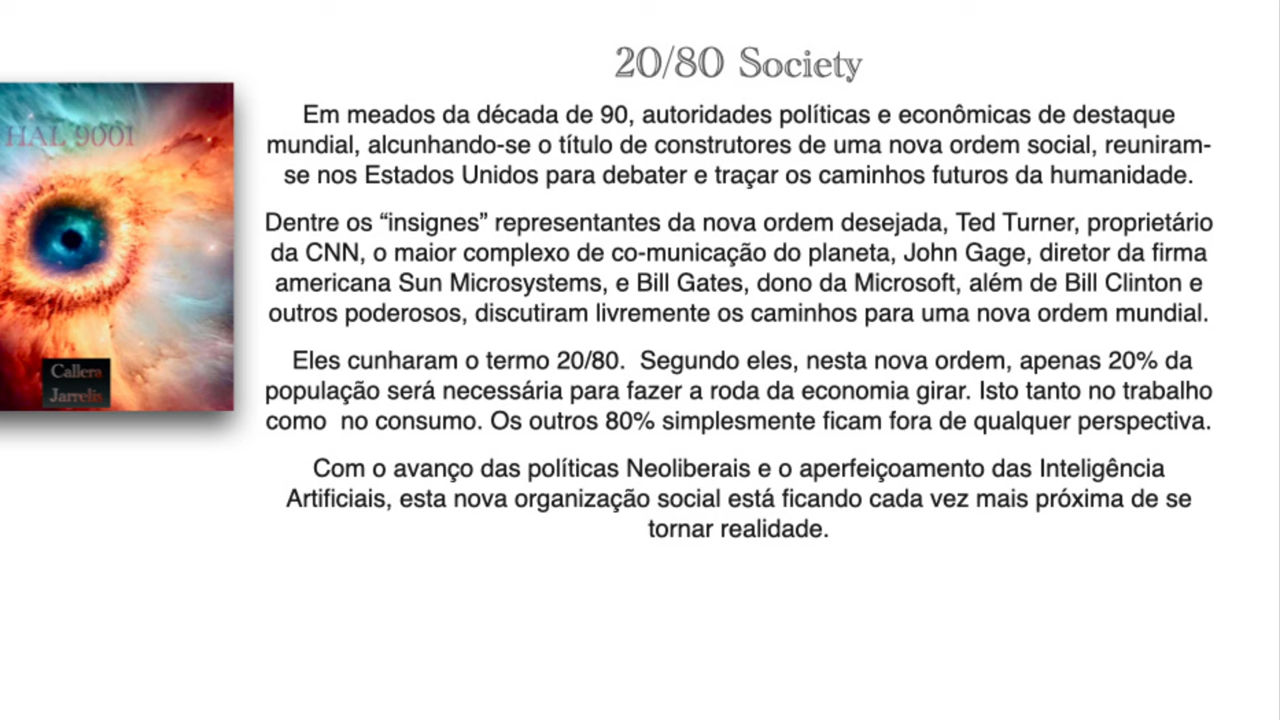 20/80 Society
Em meados da década de 90, autoridades políticas e econômicas de destaque
mundial, alcunhando-se o título de construtores de uma nova ordem social, reuniram-
se nos Estados Unidos para debater e traçar os caminhos futuros da humanidade.
Dentre os “insignes” representantes da nova ordem desejada, Ted Turner, proprietário
da CNN, o maior complexo de co-municação do planeta, John Gage, diretor da firma
americana Sun Microsystems, e Bill Gates, dono da Microsoft, além de Bill Clinton e
outros poderosos, discutiram livremente os caminhos para uma nova ordem mundial.
Eles cunharam o termo 20/80.  Segundo eles, nesta nova ordem, apenas 20% da
população será necessária para fazer a roda da economia girar. Isto tanto no trabalho
como  no consumo. Os outros 80% simplesmente ficam fora de qualquer perspectiva.
Com o avanço das políticas Neoliberais e o aperfeiçoamento das Inteligência
Artificiais, esta nova organização social está ficando cada vez mais próxima de se
tornar realidade.
HAL 9001
Callera
Jarrelis